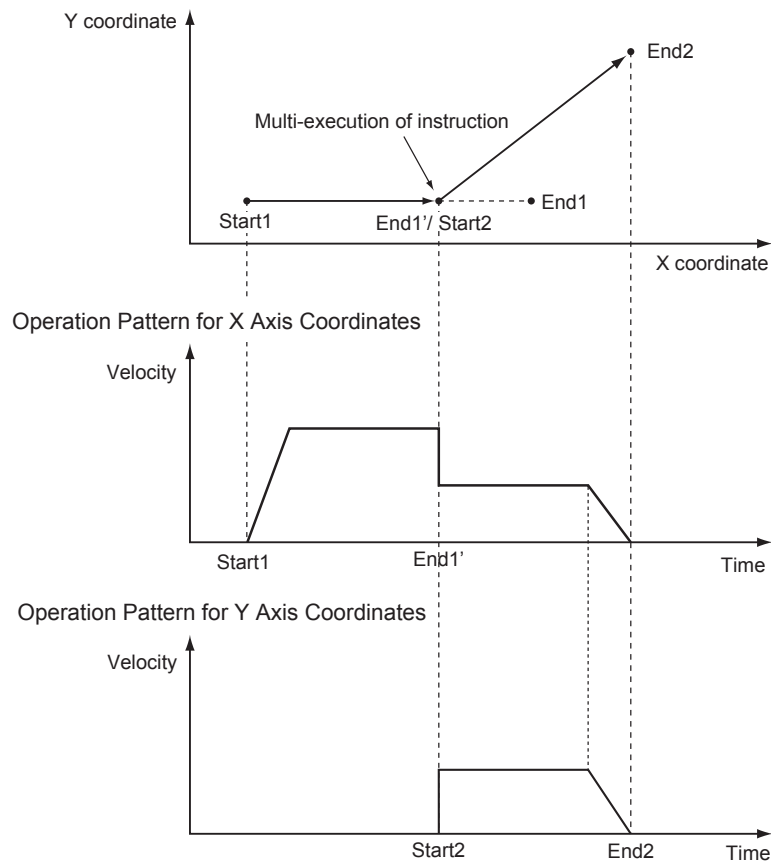 Y coordinate
End2
Multi-execution of instruction
End1
Start1
End1’/ Start2
X coordinate
Operation Pattern for X Axis Coordinates
Velocity
Start1
End1’
Time
Operation Pattern for Y Axis Coordinates
Velocity
Start2
End2
Time